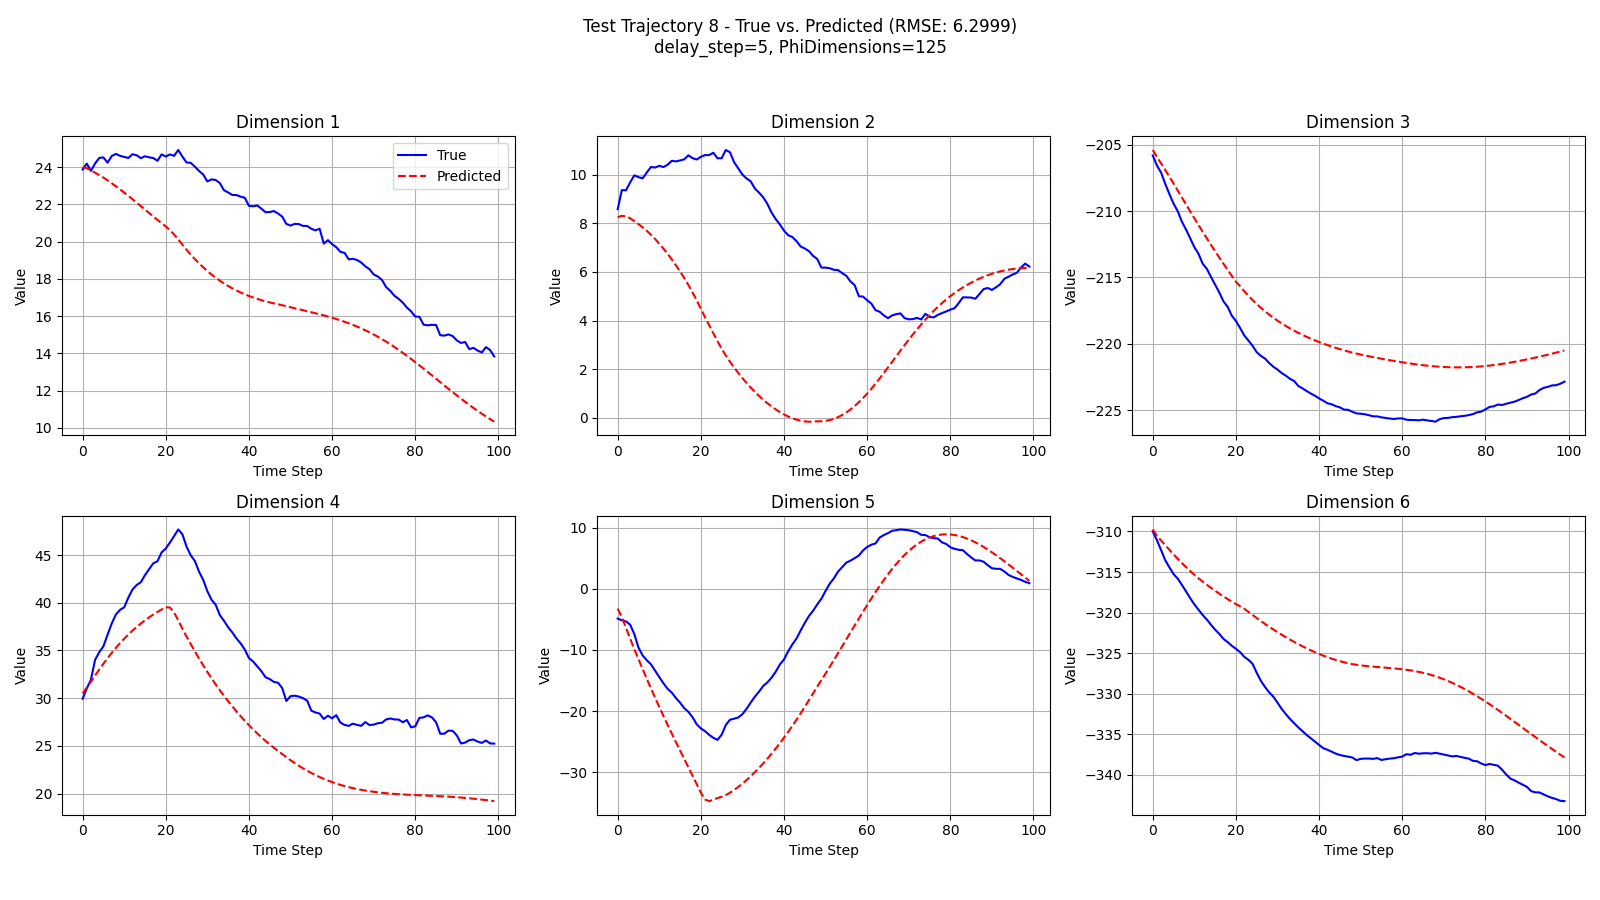 Test Trajectory 8 - True vs. Predicted (RMSE: 6.2999)
delay_step=5, PhiDimensions=125
Dimension 1
24
22
20
18
16
14
12
10
Value
0 20 40 60 80 100
Time Step
True
Predicted
Dimension 2
10
8
6
4
2
0
Value
0 20 40 60 80 100
Time Step
Dimension 3
−205
−210
−215
−220
−225
Value
0 20 40 60 80 100
Time Step
Dimension 4
45
40
35
30
25
20
Value
0 20 40 60 80 100
Time Step
Dimension 5
10
0
−10
−20
−30
Value
0 20 40 60 80 100
Time Step
Dimension 6
−310
−315
−320
−325
−330
−335
−340
Value
0 20 40 60 80 100
Time Step